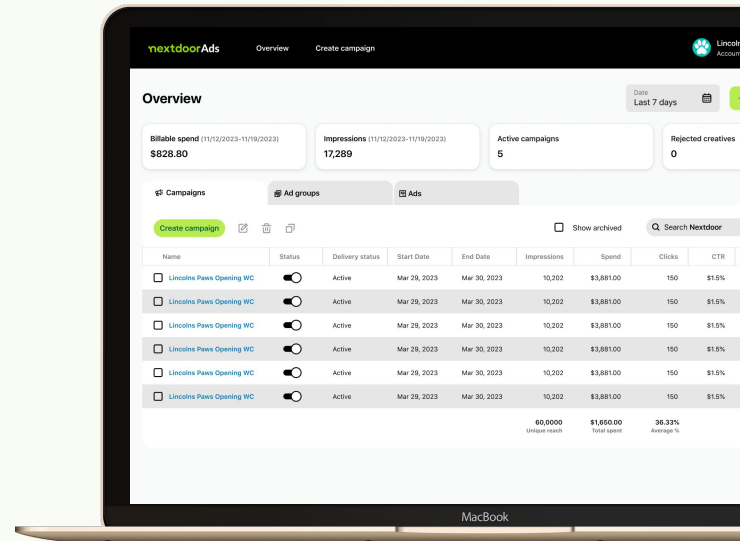 nextdoorAds Overview Create campaign
Lincoln
Account
Overview
Date
Last 7 days
Billable spend (11/12/2023-11/19/2023)
$828.80
Impressions (11/12/2023-11/19/2023)
17,289
Active campaigns
5
Rejected creatives
0
Campaigns Ad groups Ads
Create campaign Show archived Search Nextdoor
Name Status Delivery status Start Date End Date Impressions Spend Clicks CTR
Lincolns Paws Opening WC Active Mar 29, 2023 Mar 30, 2023 10,202 $3,881.00 150 $1.5%
Lincolns Paws Opening WC Active Mar 29, 2023 Mar 30, 2023 10,202 $3,881.00 150 $1.5%
Lincolns Paws Opening WC Active Mar 29, 2023 Mar 30, 2023 10,202 $3,881.00 150 $1.5%
Lincolns Paws Opening WC Active Mar 29, 2023 Mar 30, 2023 10,202 $3,881.00 150 $1.5%
Lincolns Paws Opening WC Active Mar 29, 2023 Mar 30, 2023 10,202 $3,881.00 150 $1.5%
Lincolns Paws Opening WC Active Mar 29, 2023 Mar 30, 2023 10,202 $3,881.00 150 $1.5%
60,0000 $1,650.00 36.33%
Unique reach Total spent Average %
MacBook